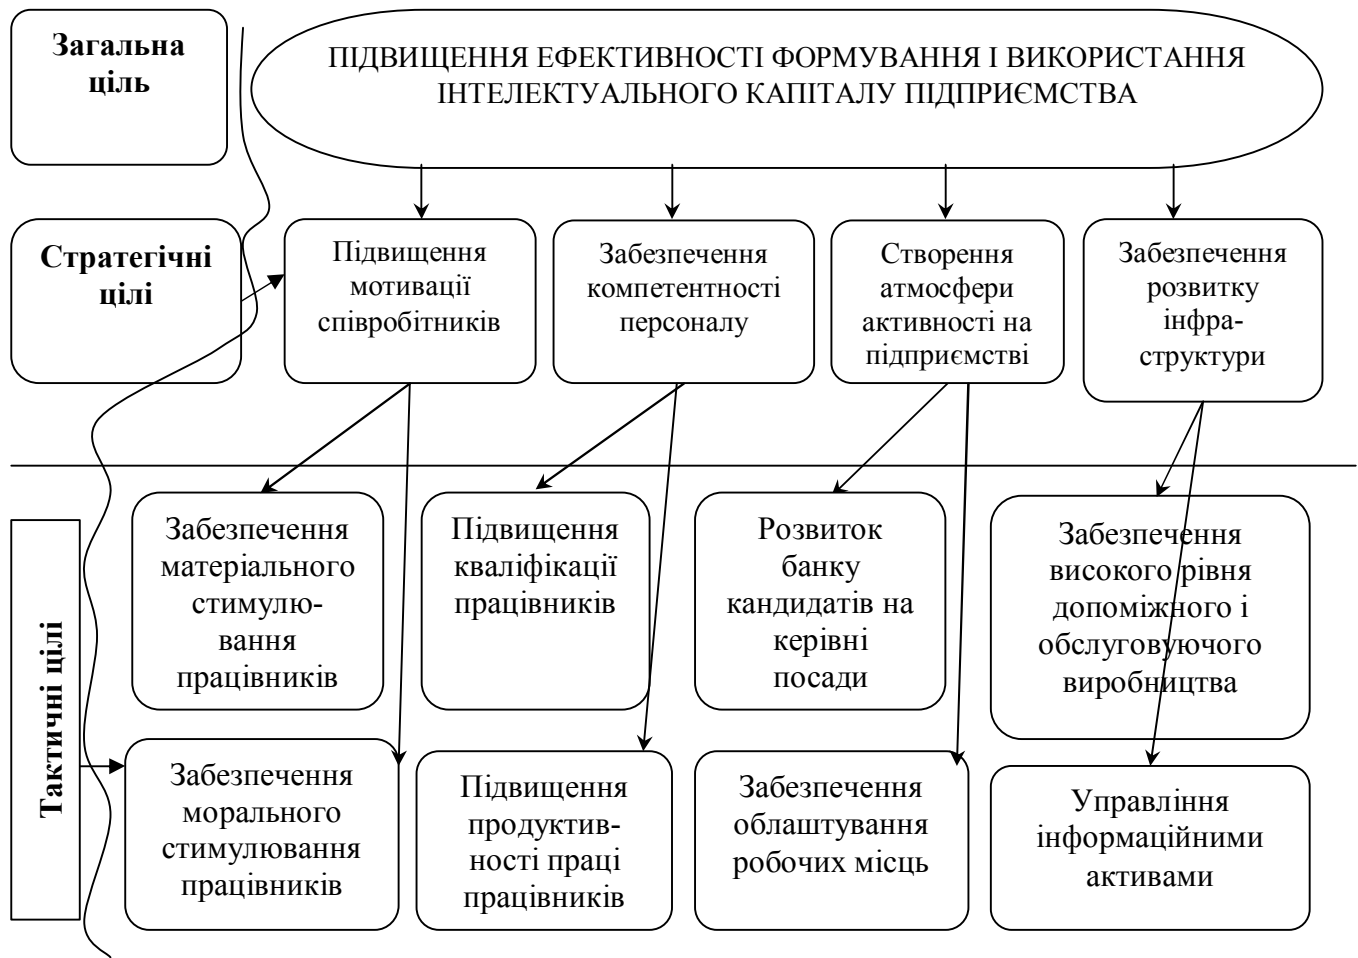 Загальна
ціль
ПІДВИЩЕННЯ ЕФЕКТИВНОСТІ ФОРМУВАННЯ І ВИКОРИСТАННЯ
ІНТЕЛЕКТУАЛЬНОГО КАПІТАЛУ ПІДПРИЄМСТВА
Стратегічні
цілі
Підвищення
мотивації
співробітників
Забезпечення
компетентності
персоналу
Створення
атмосфери
активності на
підприємстві
Забезпечення
розвитку
інфра-
структури
Тактичні цілі
Забезпечення
матеріального
стимулю-
вання
працівників
Підвищення
кваліфікації
працівників
Розвиток
банку
кандидатів на
керівні
посади
Забезпечення
високого рівня
допоміжного і
обслуговуючого
виробництва
Забезпечення
морального
стимулювання
працівників
Підвищення
продуктив-
ності праці
працівників
Забезпечення
облаштування
робочих місць
Управління
інформаційними
активами